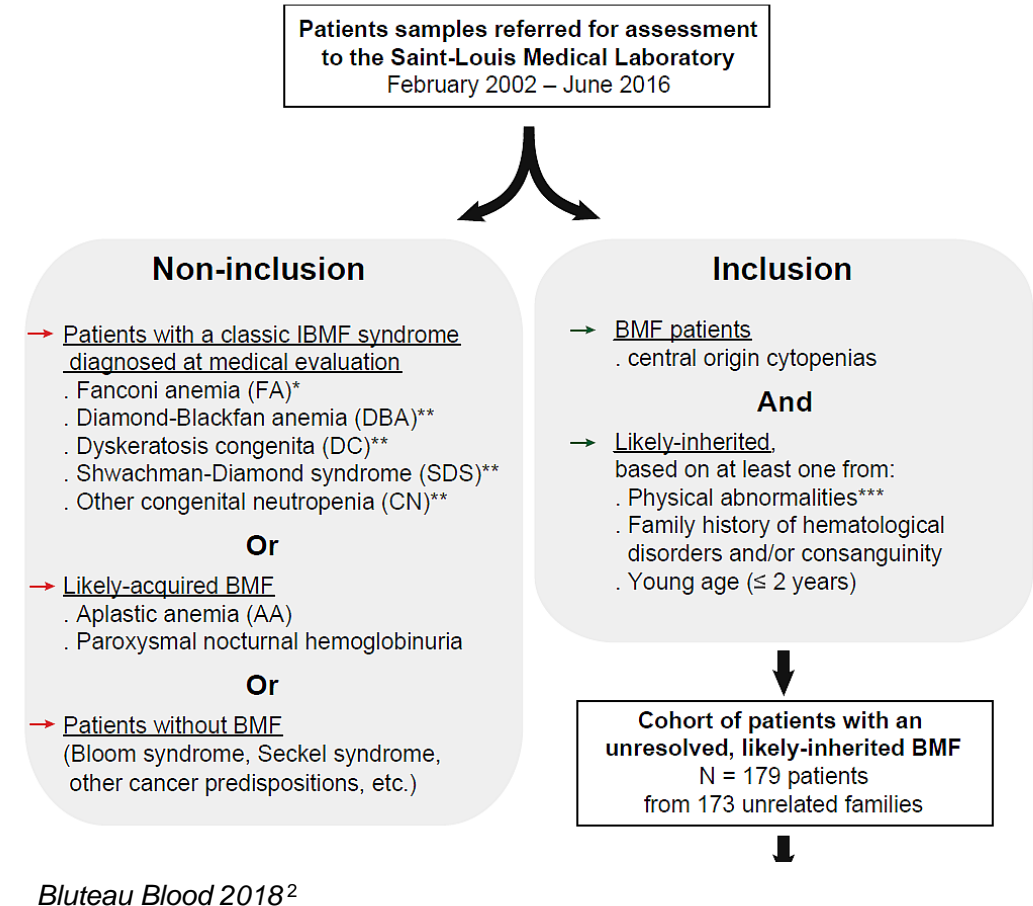 Patients samples referred for assessment
to the Saint-Louis Medical Laboratory
February 2002 – June 2016
Non-inclusion
Patients with a classic IBMF syndrome
diagnosed at medical evaluation
. Fanconi anemia (FA)*
. Diamond-Blackfan anemia (DBA)**
. Dyskeratosis congenita (DC)**
. Shwachman-Diamond syndrome (SDS)**
. Other congenital neutropenia (CN)**
Or
Likely-acquired BMF
. Aplastic anemia (AA)
. Paroxysmal nocturnal hemoglobinuria
Or
Patients without BMF
(Bloom syndrome, Seckel syndrome,
other cancer predispositions, etc.)
Inclusion
BMF patients
. central origin cytopenias
And
Likely-inherited,
based on at least one from:
. Physical abnormalities***
. Family history of hematological
disorders and/or consanguinity
. Young age (≤ 2 years)
Cohort of patients with an
unresolved, likely-inherited BMF
N = 179 patients
from 173 unrelated families
Bluteau Blood 2018²